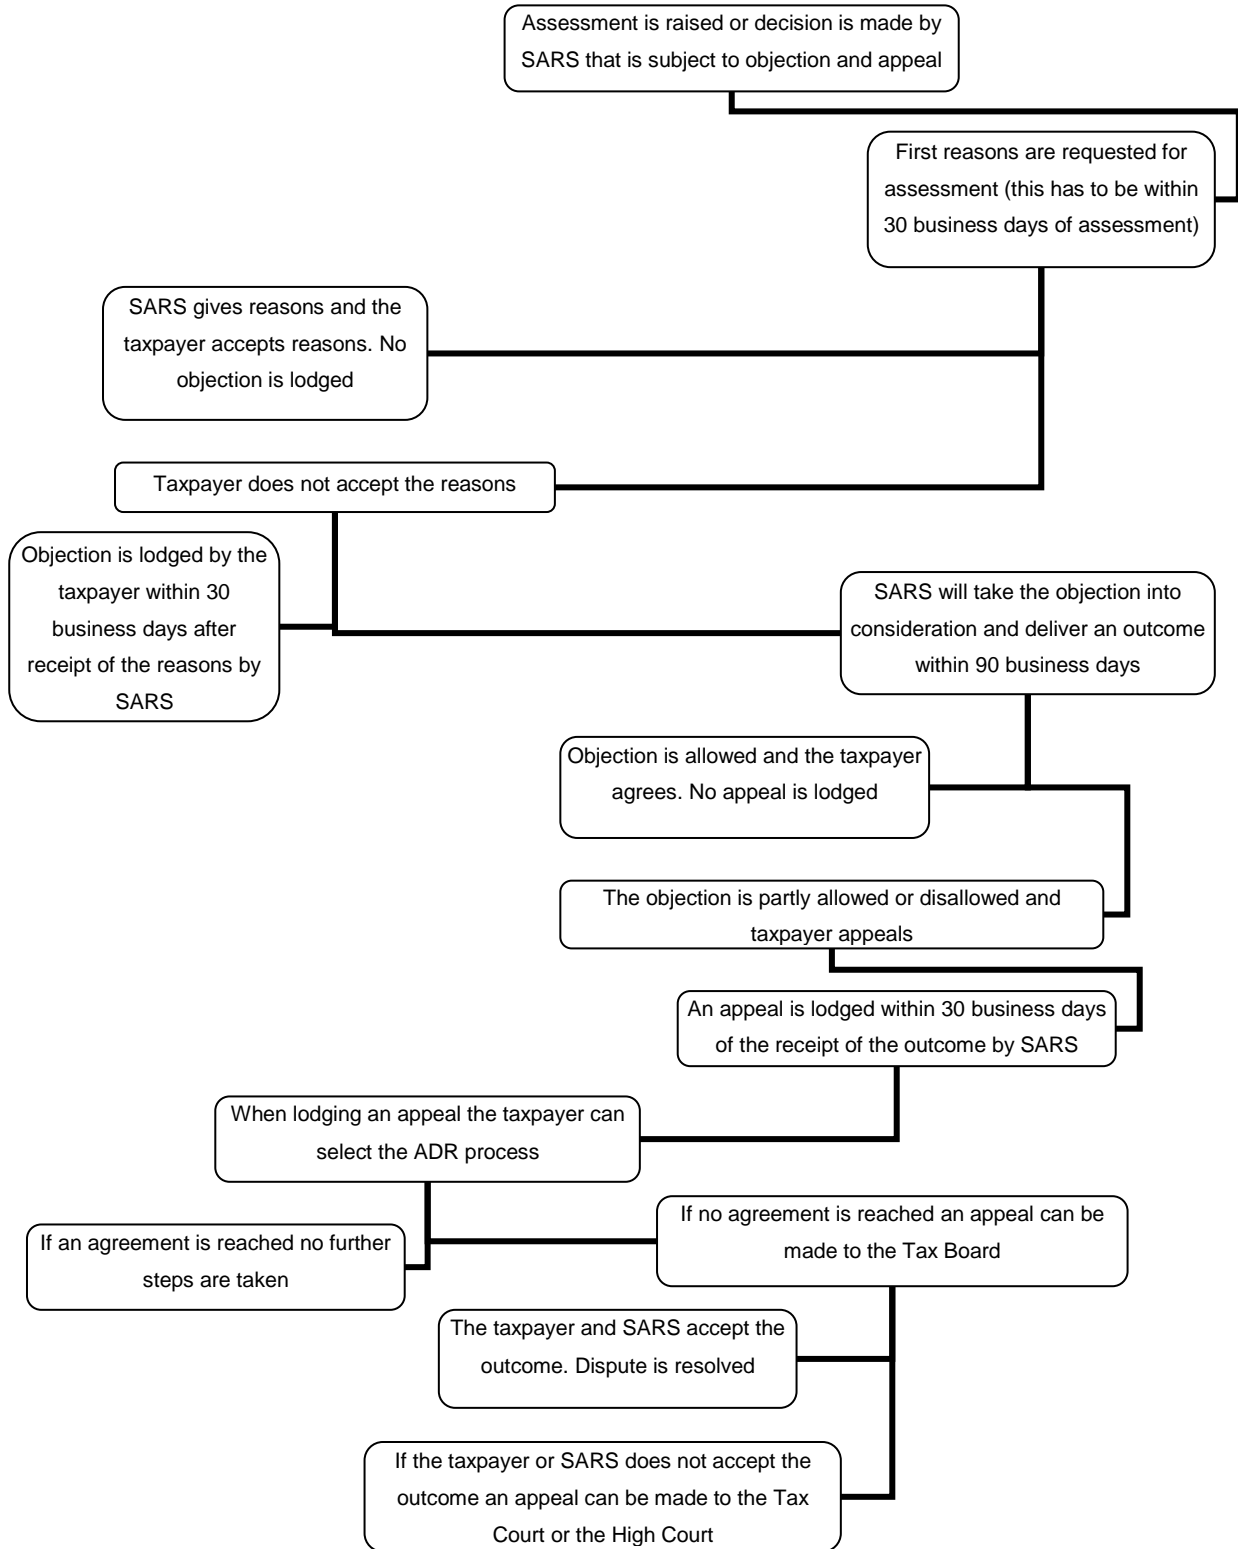 Assessment is raised or decision is made by
SARS that is subject to objection and appeal
First reasons are requested for
assessment (this has to be within
30 business days of assessment)
SARS gives reasons and the
taxpayer accepts reasons. No
objection is lodged
Taxpayer does not accept the reasons
Objection is lodged by the
taxpayer within 30
business days after
receipt of the reasons by
SARS
SARS will take the objection into
consideration and deliver an outcome
within 90 business days
Objection is allowed and the taxpayer
agrees. No appeal is lodged
The objection is partly allowed or disallowed and
taxpayer appeals
An appeal is lodged within 30 business days
of the receipt of the outcome by SARS
When lodging an appeal the taxpayer can
select the ADR process
If an agreement is reached no further
steps are taken
If no agreement is reached an appeal can be
made to the Tax Board
The taxpayer and SARS accept the
outcome. Dispute is resolved
If the taxpayer or SARS does not accept the
outcome an appeal can be made to the Tax
Court or the High Court